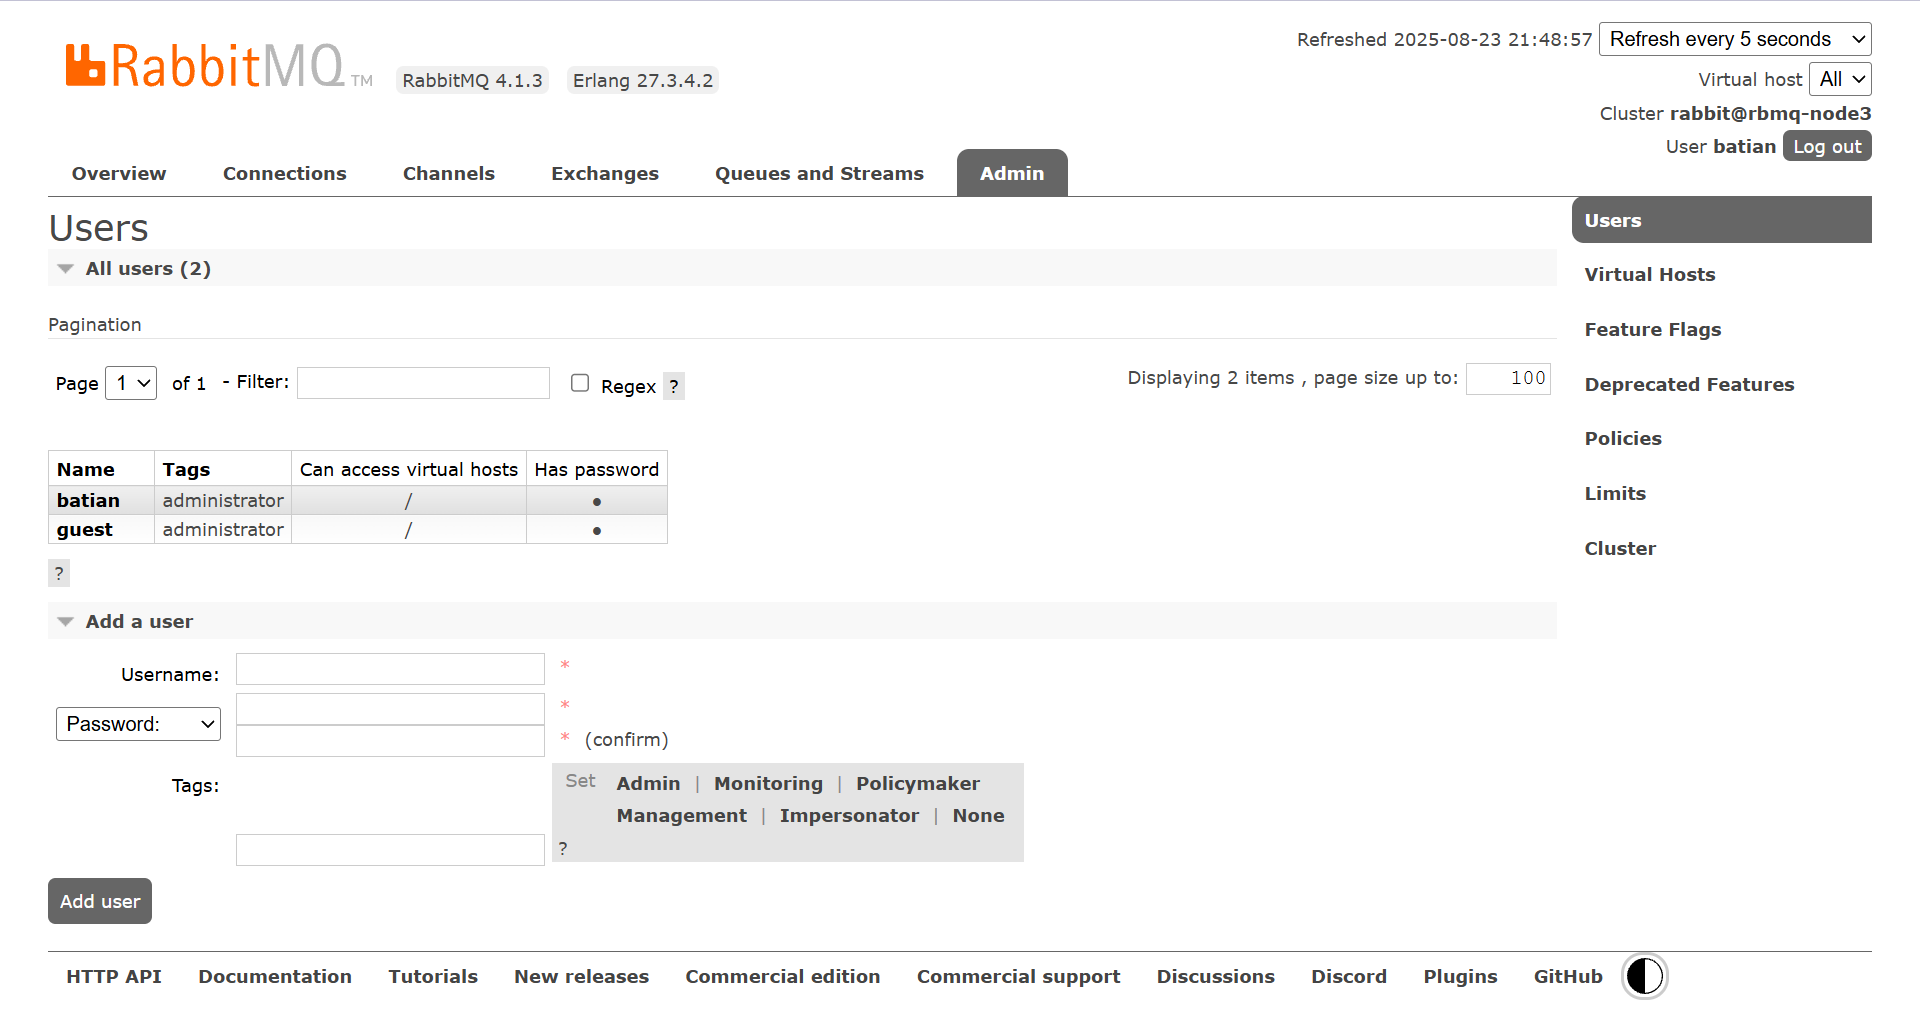 RabbitMQ TM RabbitMQ 4.1.3 Erlang 27.3.4.2
Refreshed 2025-08-23 21:48:57 Refresh every 5 seconds
Virtual host All
Cluster rabbit@rbmq-node3
User batian Log out
Overview Connections Channels Exchanges Queues and Streams Admin
Users
All users (2)
Pagination
Page 1 of 1 - Filter: Regex ? Displaying 2 items , page size up to: 100
Name Tags Can access virtual hosts Has password
batian administrator / ●
guest administrator / ●
?
Add a user
Username: *
Password: *
* (confirm)
Tags:
Set Admin | Monitoring | Policymaker
Management | Impersonator | None
?
Add user
Users
Virtual Hosts
Feature Flags
Deprecated Features
Policies
Limits
Cluster
HTTP API Documentation Tutorials New releases Commercial edition Commercial support Discussions Discord Plugins GitHub